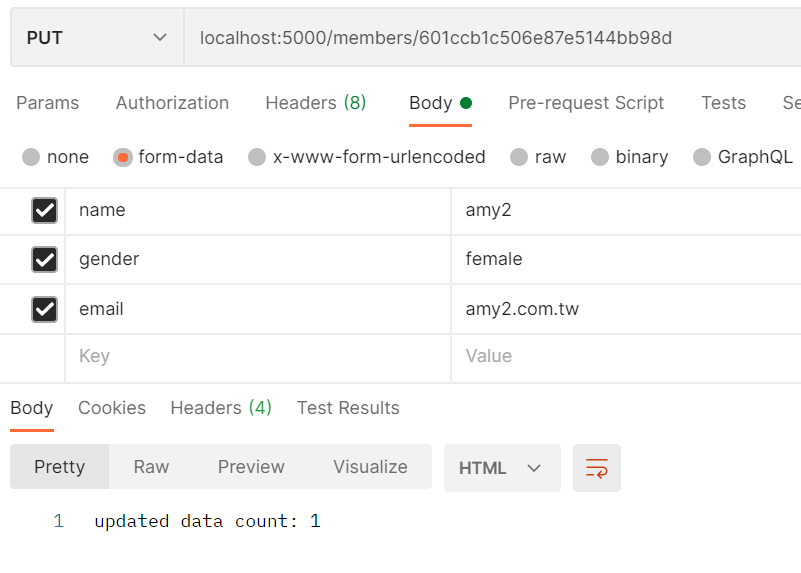 PUT localhost:5000/members/601ccb1c506e87e5144bb98d
Params Authorization Headers (8) Body Pre-request Script Tests Se
none form-data x-www-form-urlencoded raw binary GraphQL
name amy2
gender female
email amy2.com.tw
Key Value
Body Cookies Headers (4) Test Results
Pretty Raw Preview Visualize HTML
1 updated data count: 1